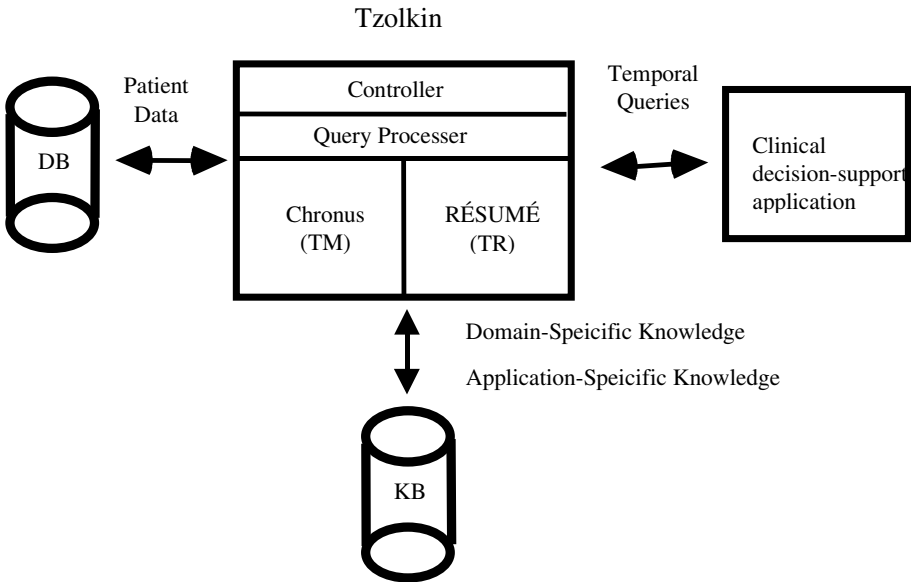 Tzolkin
Patient
Data
DB
Controller
Query Processer
Chronus
(TM)
RÉSUMÉ
(TR)
Temporal
Queries
Clinical
decision-support
application
Domain-Speicific Knowledge
Application-Speicific Knowledge
KB